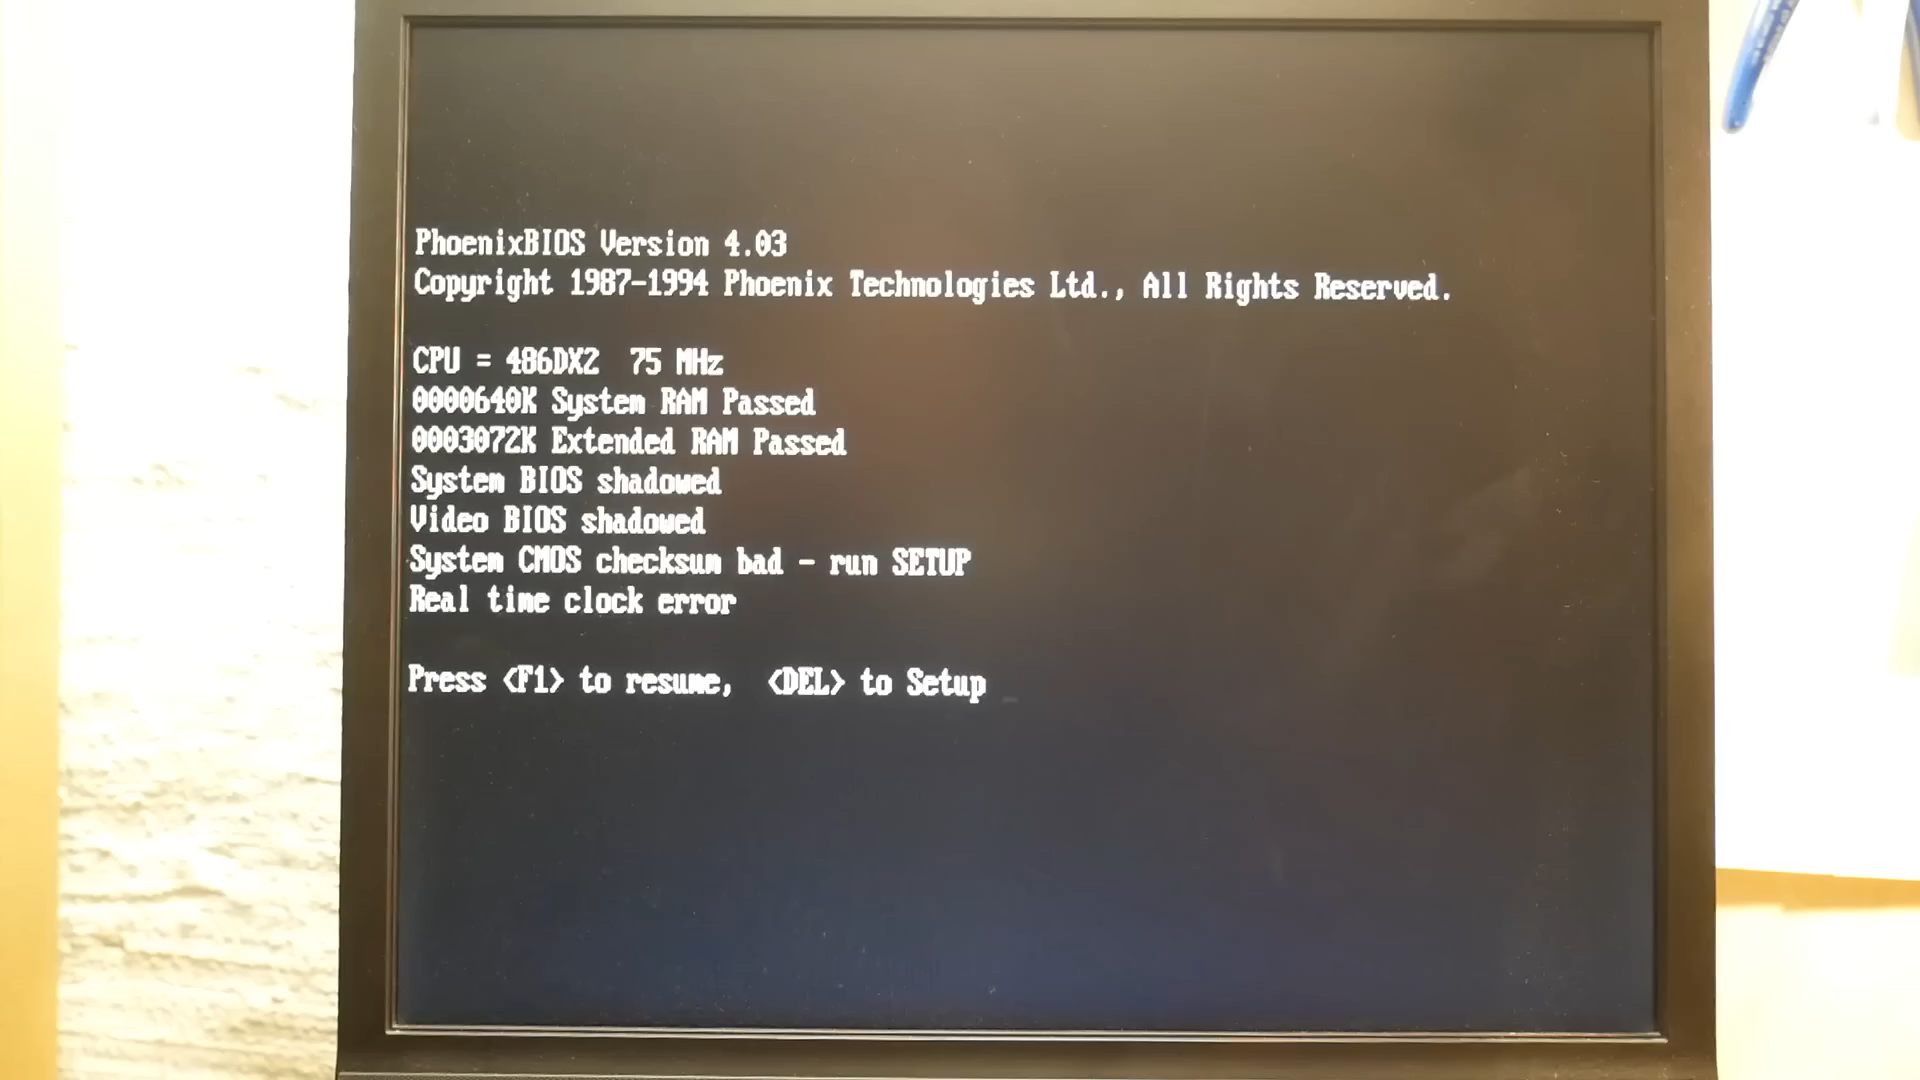 PhoenixBIOS Version 4.03
Copyright 1987-1994 Phoenix Technologies Ltd., All Rights Reserved.
CPU = 486DX2  75 MHz
0000640K System RAM Passed
0003072K Extended RAM Passed
System BIOS shadowed
Video BIOS shadowed
System CMOS checksum bad - run SETUP
Real time clock error
Press <F1> to resume,  <DEL> to Setup